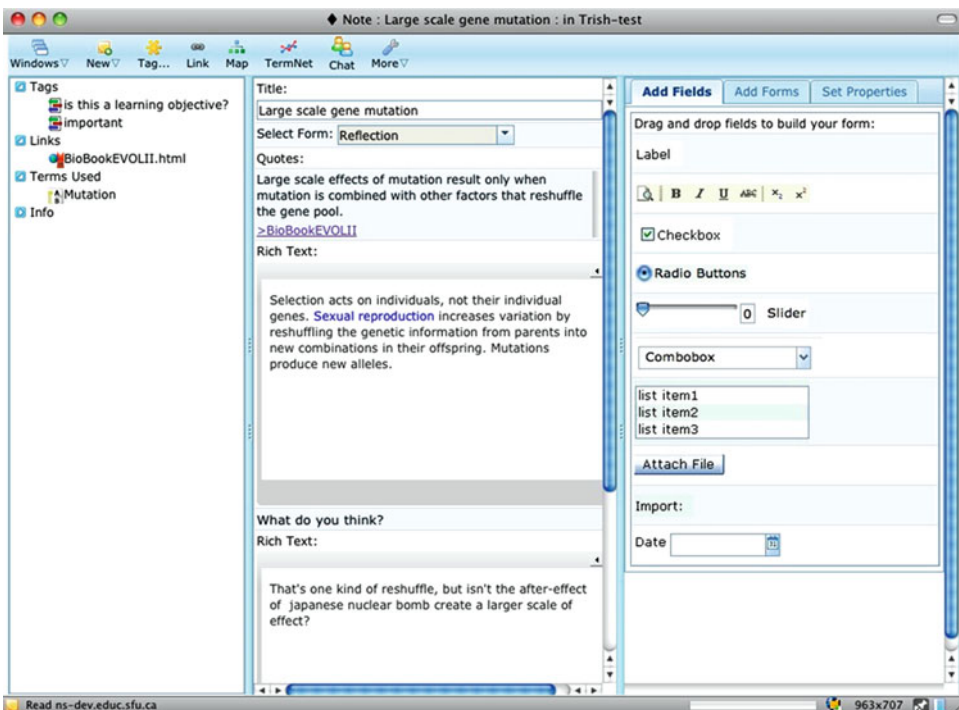 Note : Large scale gene mutation : in Trish-test
Windows New Tag... Link Map TermNet Chat More
Tags
is this a learning objective?
important
Links
BioBookEVOLII.html
Terms Used
Mutation
Info
Title:
Large scale gene mutation
Select Form: Reflection
Quotes:
Large scale effects of mutation result only when
mutation is combined with other factors that reshuffle
the gene pool.
>BioBookEVOLII
Rich Text:
Selection acts on individuals, not their individual
genes. Sexual reproduction increases variation by
reshuffling the genetic information from parents into
new combinations in their offspring. Mutations
produce new alleles.
What do you think?
Rich Text:
That's one kind of reshuffle, but isn't the after-effect
of japanese nuclear bomb create a larger scale of
effect?
Add Fields Add Forms Set Properties
Drag and drop fields to build your form:
Label
B I U ABC ×₂ ×²
Checkbox
Radio Buttons
0 Slider
Combobox
list item1
list item2
list item3
Attach File
Import:
Date
Read ns-dev.educ.sfu.ca
963x707